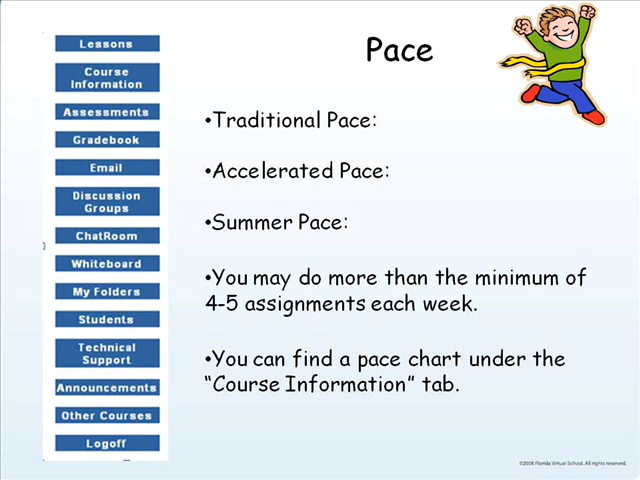 Lessons
Course
Information
Assessments
Gradebook
Email
Discussion
Groups
ChatRoom
Whiteboard
My Folders
Students
Technical
Support
Announcements
Other Courses
Logoff
Pace
•Traditional Pace:
•Accelerated Pace:
•Summer Pace:
•You may do more than the minimum of
4-5 assignments each week.
•You can find a pace chart under the
“Course Information” tab.
©2008 Florida Virtual School. All rights reserved.